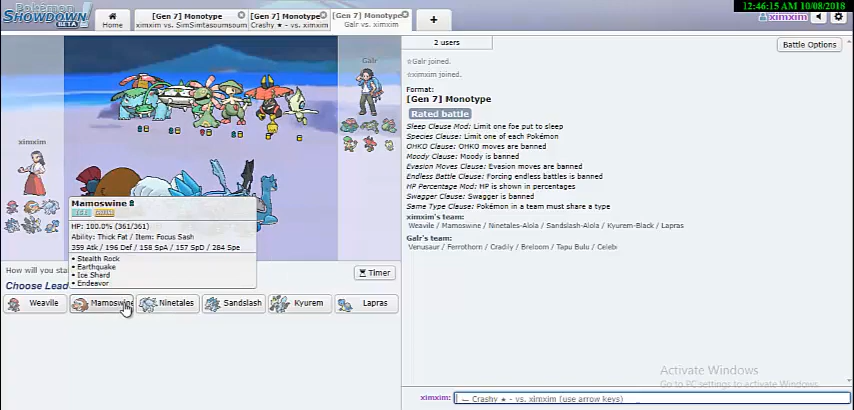 Pokémon
SHOWDOWN
BETA
Home
[Gen 7] Monotype
ximxim vs. SimSimtasoumsoum
[Gen 7] Monotype
Crashy ★ - vs. ximxim
[Gen 7] Monotype
Galr vs. ximxim
+
12:46:15 AM 10/08/2018
ximxim
2 users
Battle Options
☆Galr joined.
☆ximxim joined.
Format:
[Gen 7] Monotype
Rated battle
Sleep Clause Mod: Limit one foe put to sleep
Species Clause: Limit one of each Pokémon
OHKO Clause: OHKO moves are banned
Moody Clause: Moody is banned
Evasion Moves Clause: Evasion moves are banned
Endless Battle Clause: Forcing endless battles is banned
HP Percentage Mod: HP is shown in percentages
Swagger Clause: Swagger is banned
Same Type Clause: Pokémon in a team must share a type
ximxim's team:
Weavile / Mamoswine / Ninetales-Alola / Sandslash-Alola / Kyurem-Black / Lapras
Galr's team:
Venusaur / Ferrothorn / Cradily / Breloom / Tapu Bulu / Celebi
Galr
ximxim
Mamoswine
ICE
HP: 100.0% (361/361)
Ability: Thick Fat / Item: Focus Sash
359 Atk / 196 Def / 158 SpA / 157 SpD / 284 Spe
• Stealth Rock
• Earthquake
• Ice Shard
• Endeavor
How will you sta
Timer
Choose Lead
Weavile
Mamoswine
Ninetales
Sandslash
Kyurem
Lapras
Activate Windows
Go to PC settings to activate Windows.
ximxim:
Crashy ★ - vs. ximxim (use arrow keys)